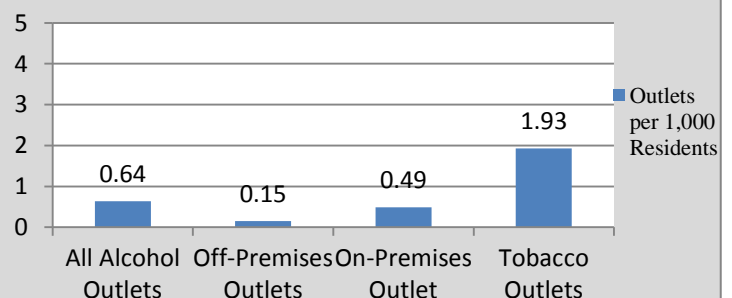 5
4
3
2
1
0
0.64
0.15
0.49
1.93
All Alcohol Outlets
Off-Premises Outlets
On-Premises Outlet
Tobacco Outlets
Outlets
per 1,000
Residents